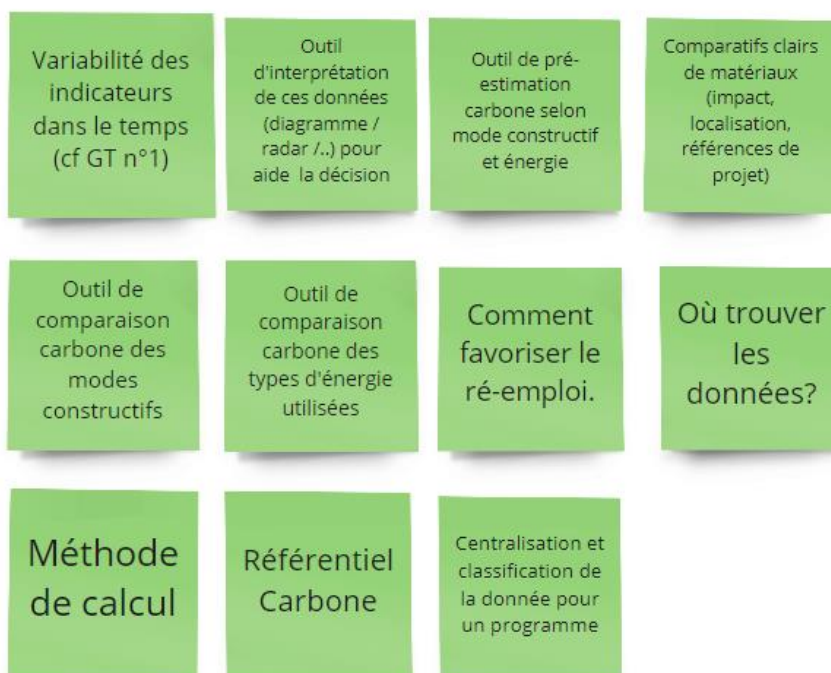 Variabilité des
indicateurs
dans le temps
(cf GT n°1)
Outil
d'interprétation
de ces données
(diagramme /
radar /..) pour
aide la décision
Outil de pré-
estimation
carbone selon
mode constructif
et énergie
Comparatifs clairs
de matériaux
(impact,
localisation,
références de
projet)
Outil de
comparaison
carbone des
modes
constructifs
Outil de
comparaison
carbone des
types d'énergie
utilisées
Comment
favoriser le
ré-emploi.
Où trouver
les
données?
Méthode
de calcul
Référentiel
Carbone
Centralisation et
classification de
la donnée pour
un programme